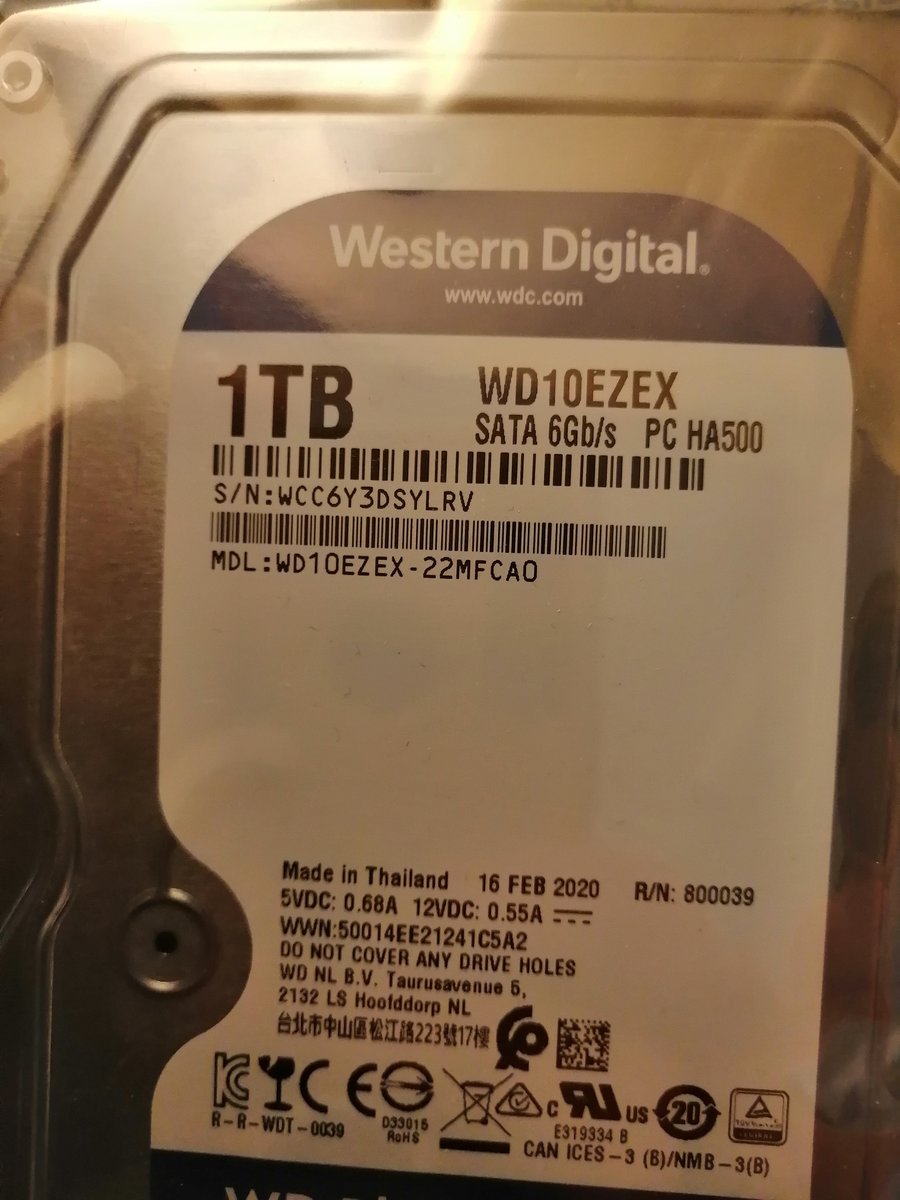 Western Digital®
www.wdc.com
1TB WD10EZEX
SATA 6Gb/s PC HA500
S/N:WCC6Y3DSYLRV
MDL:WD10EZEX-22MFCA0
Made in Thailand 16 FEB 2020 R/N: 800039
5VDC: 0.68A 12VDC: 0.55A
WWN:50014EE21241C5A2
DO NOT COVER ANY DRIVE HOLES
WD NL B.V. Taurusavenue 5,
2132 LS Hoofddorp NL
台北市中山區松江路223號17樓
R-R-WDT-0039
D33015
RoHS
c UL US
20
E319334 B
CAN ICES-3 (B)/NMB-3(B)